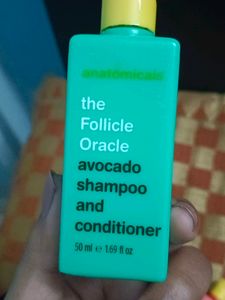 anatomicals
the
Follicle
Oracle
avocado
shampoo
and
conditioner
50 ml e 1.69 fl oz